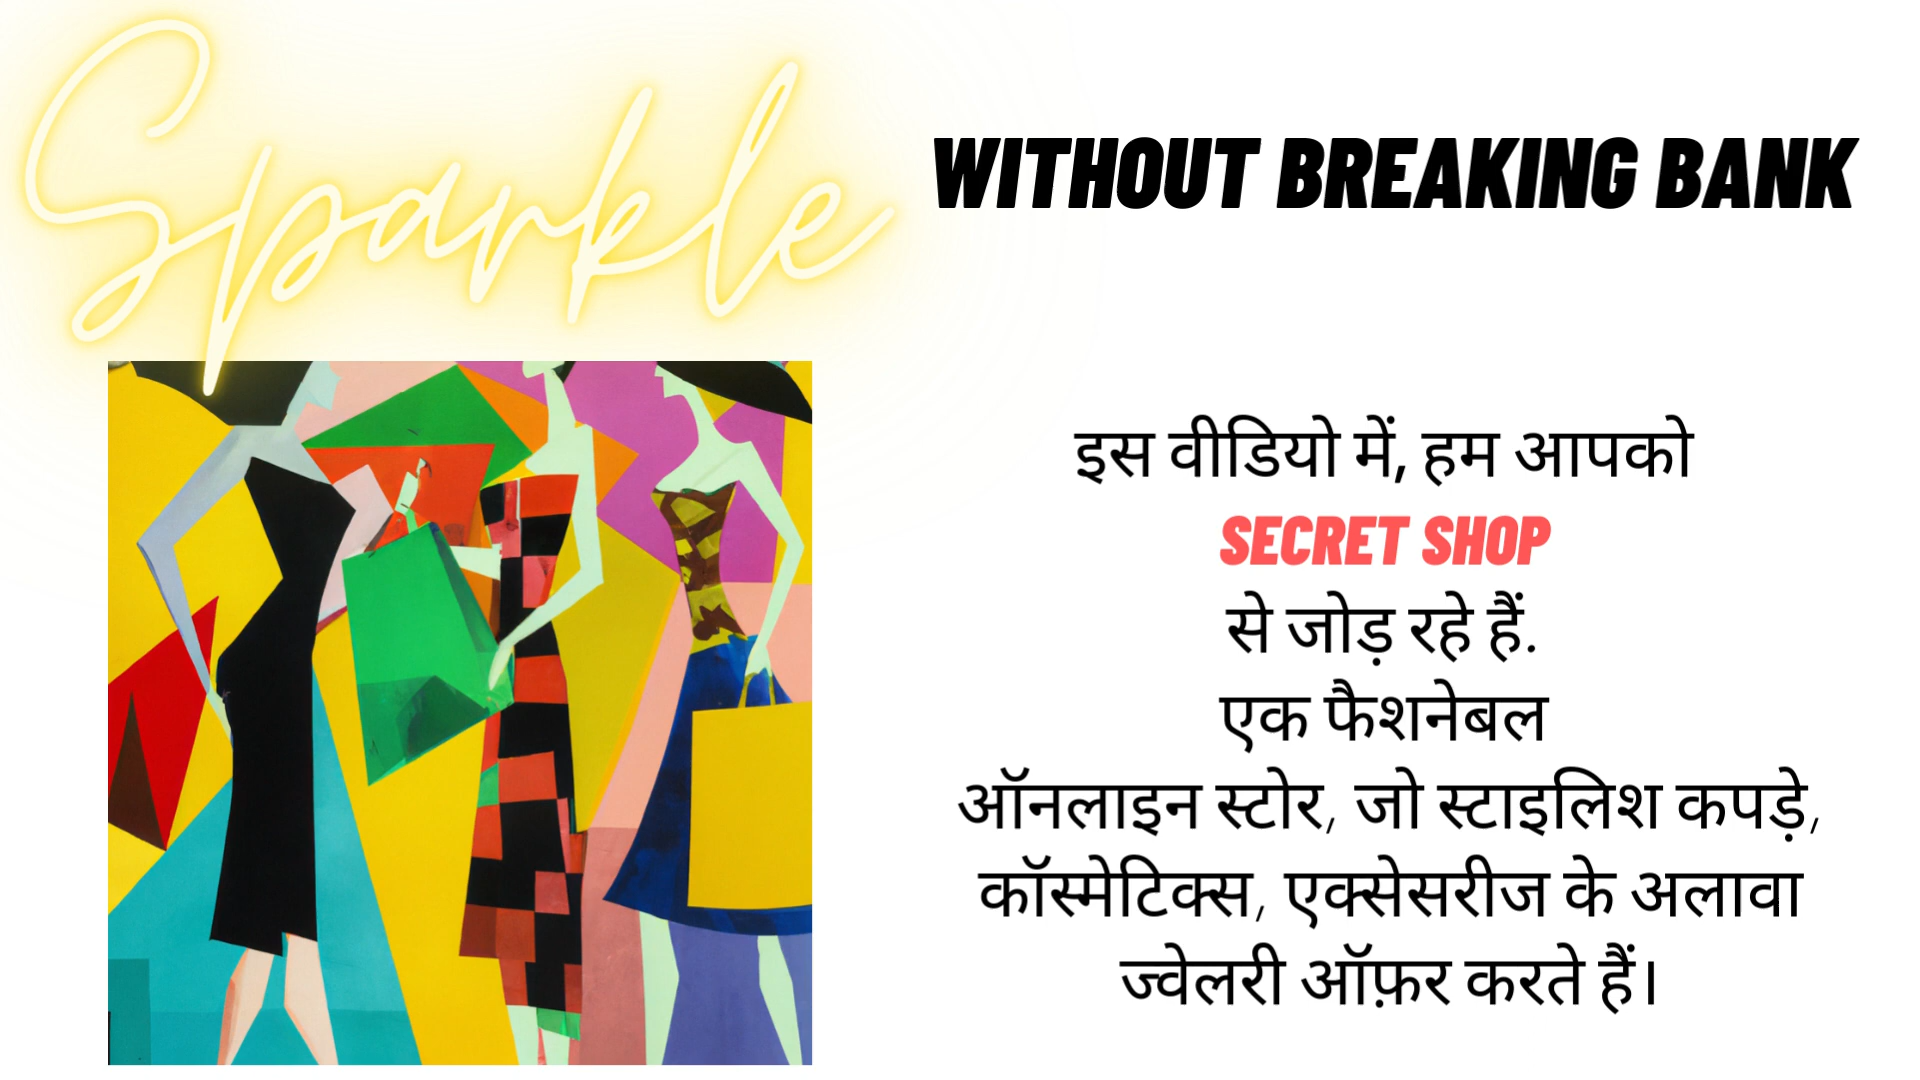 Sparkle
WITHOUT BREAKING BANK
इस वीडियो में, हम आपको
SECRET SHOP
से जोड़ रहे हैं.
एक फैशनेबल
ऑनलाइन स्टोर, जो स्टाइलिश कपड़े,
कॉस्मेटिक्स, एक्सेसरीज के अलावा
ज्वेलरी ऑफ़र करते हैं।